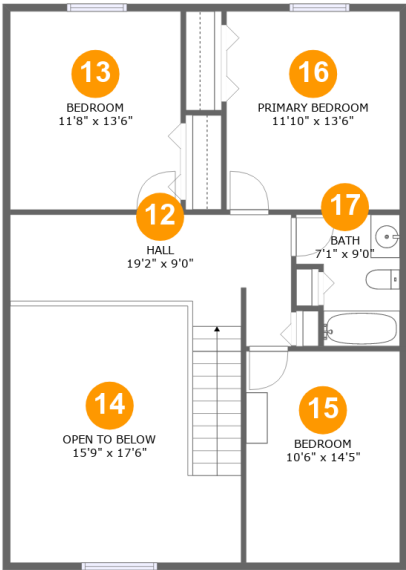 13
BEDROOM
11'8" x 13'6"
16
PRIMARY BEDROOM
11'10" x 13'6"
12
HALL
19'2" x 9'0"
17
BATH
7'1" x 9'0"
14
OPEN TO BELOW
15'9" x 17'6"
15
BEDROOM
10'6" x 14'5"